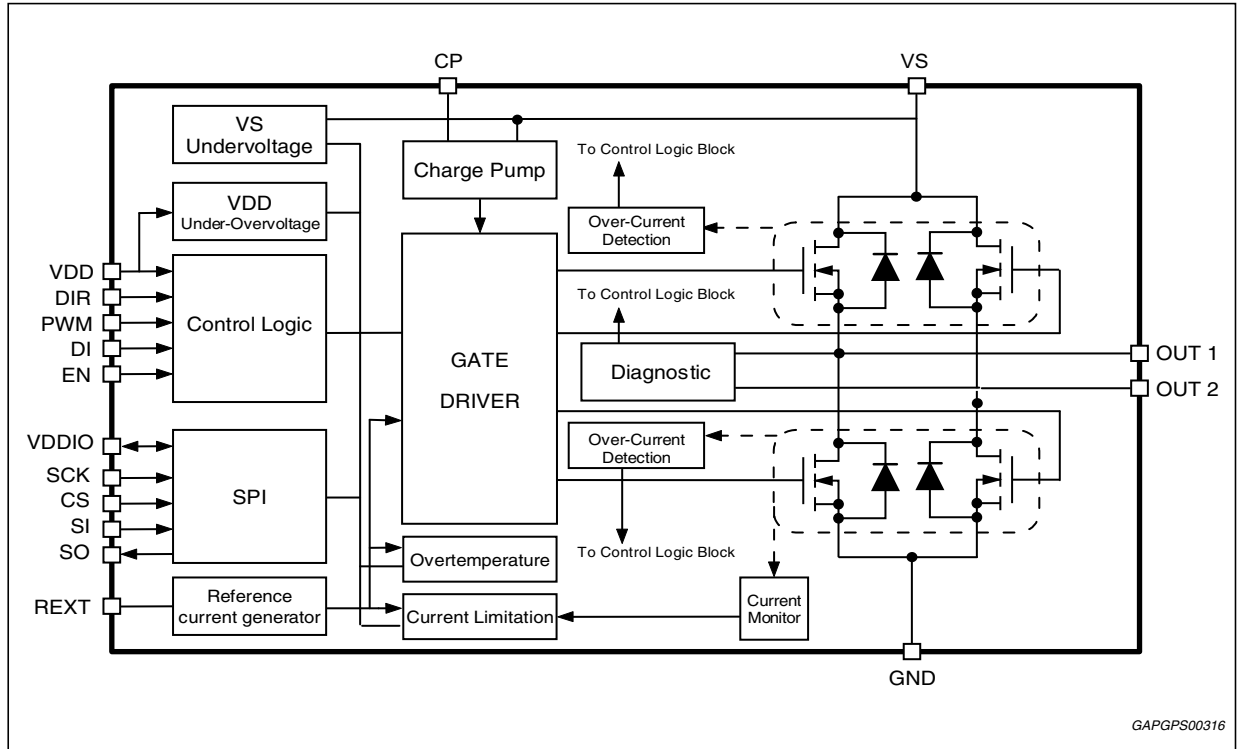 CP
VS
VS
Undervoltage
Charge Pump
To Control Logic Block
VDD
Under-Overvoltage
Over-Current
Detection
VDD
DIR
PWM
DI
EN
Control Logic
GATE
DRIVER
To Control Logic Block
Diagnostic
OUT 1
OUT 2
Over-Current
Detection
VDDIO
SCK
CS
SI
SO
SPI
To Control Logic Block
Overtemperature
REXT
Reference
current generator
Current Limitation
Current
Monitor
GND
GAPGPS00316